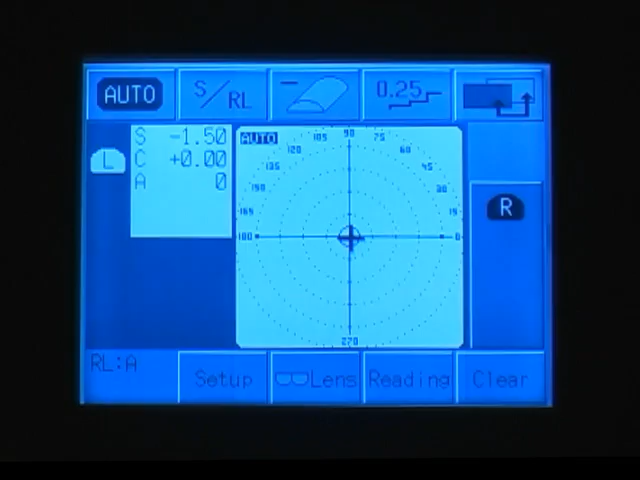 AUTO S/RL 0.25
L S -1.50
C +0.00
A 0
AUTO
105 90 75
120 60
135 45
150 30
165 15
180 0
270
R
RL:A Setup Lens Reading Clear